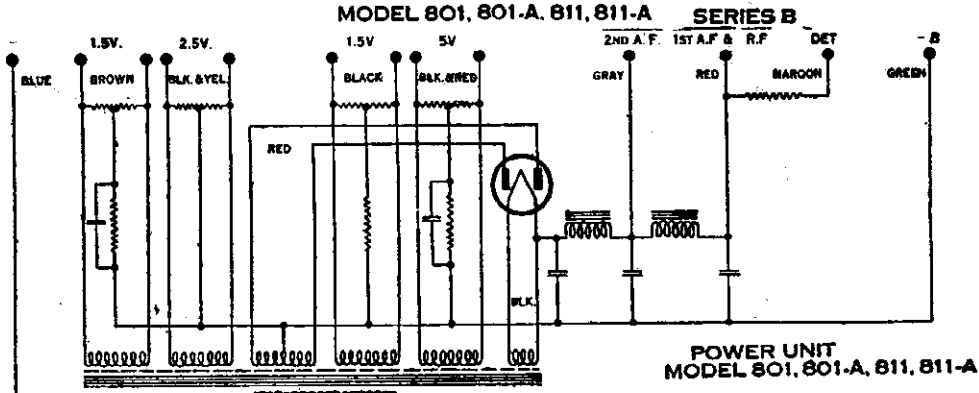 MODEL 801, 801-A, 811, 811-A SERIES B
1.5V. 2.5V. 1.5V 5V 2ND A.F. 1ST A.F & R.F DET - B
BLUE BROWN BLK.&YEL. BLACK BLK.&RED GRAY RED MAROON GREEN
RED
BLK.
POWER UNIT
MODEL 801, 801-A, 811, 811-A